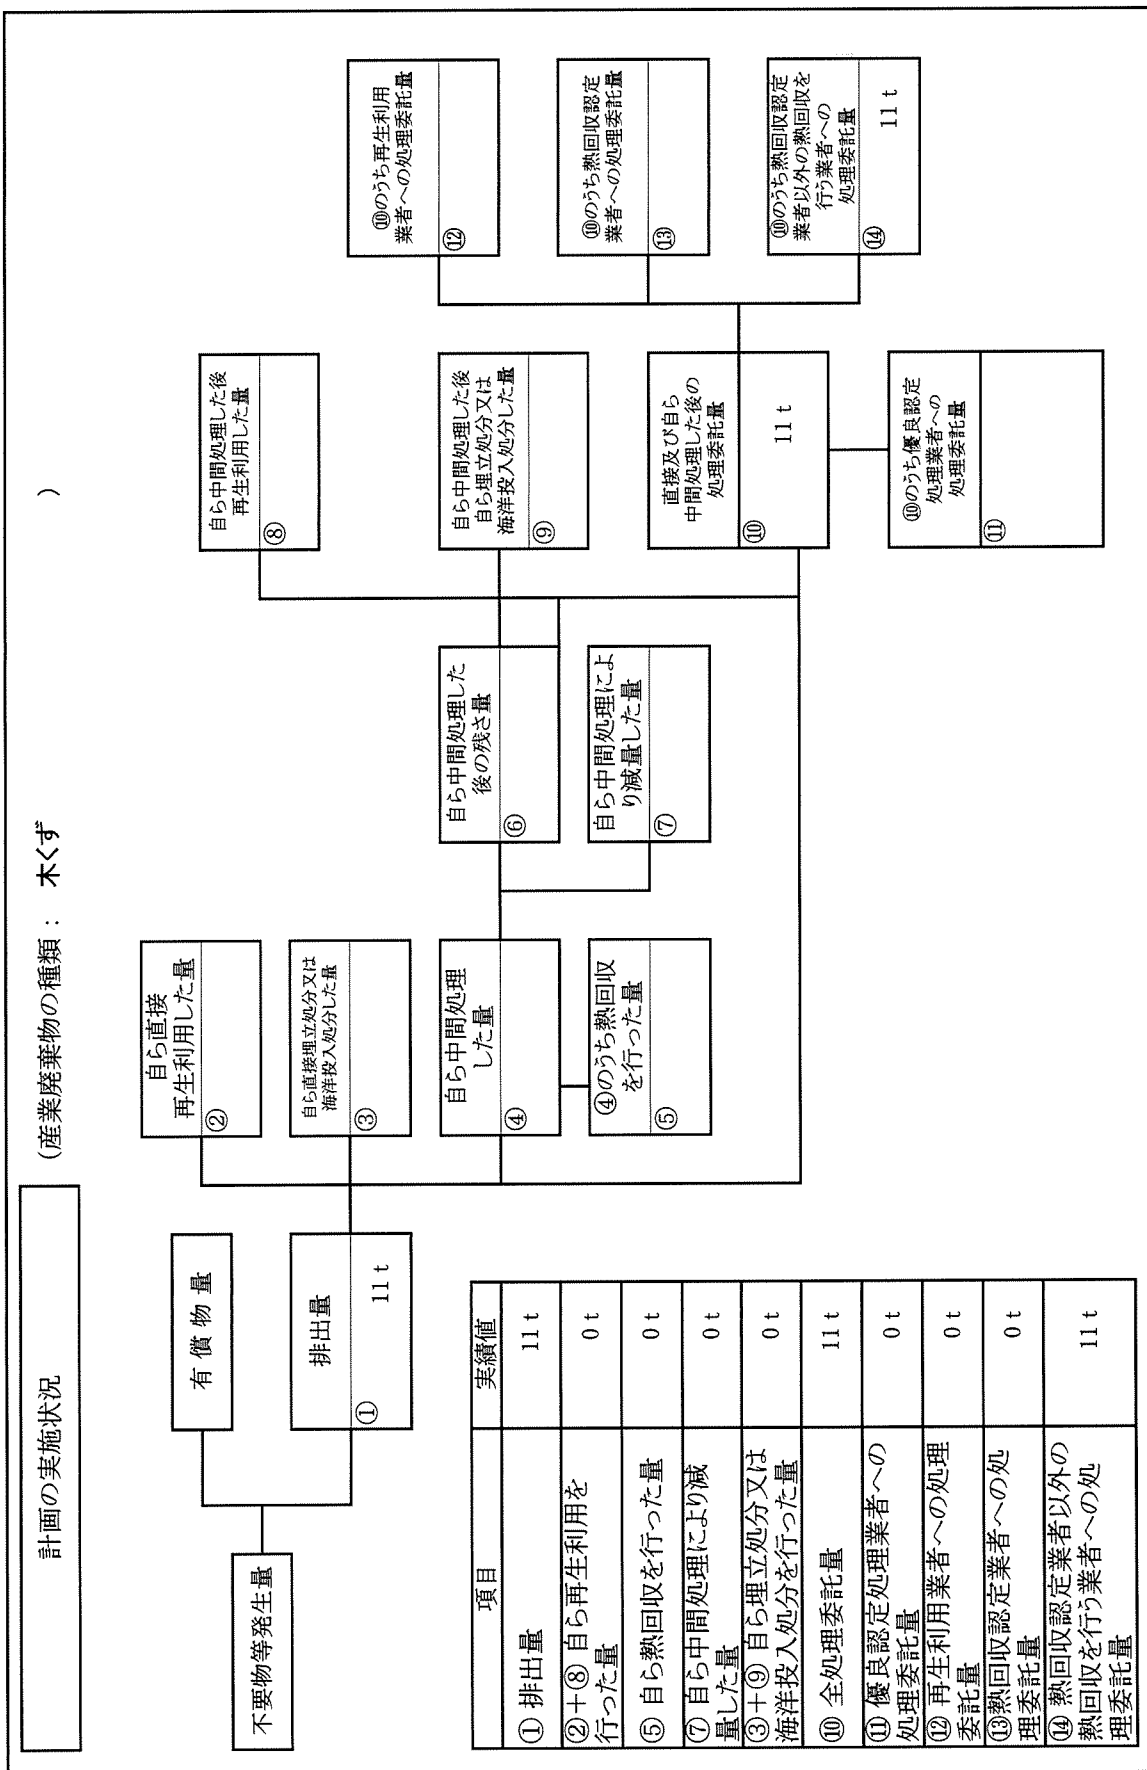 計画の実施状況
(産業廃棄物の種類： 木くず )
不要物等発生量
有 償 物 量
排出量
① 11 t
自ら直接
再生利用した量
②
自ら直接埋立処分又は
海洋投入処分した量
③
自ら中間処理
した量
④
④のうち熱回収
を行った量
⑤
自ら中間処理した
後の残さ量
⑥
自ら中間処理によ
り減量した量
⑦
自ら中間処理した後
再生利用した量
⑧
自ら中間処理した後
自ら埋立処分又は
海洋投入処分した量
⑨
直接及び自ら
中間処理した後の
処理委託量
⑩ 11 t
⑩のうち優良認定
処理業者への
処理委託量
⑪
⑩のうち再生利用
業者への処理委託量
⑫
⑩のうち熱回収認定
業者への処理委託量
⑬
⑩のうち熱回収認定
業者以外の熱回収を
行う業者への
処理委託量
⑭ 11 t
項目 実績値
① 排出量 11 t
②＋⑧ 自ら再生利用を
行った量 0 t
⑤ 自ら熱回収を行った量 0 t
⑦ 自ら中間処理により減
量した量 0 t
③＋⑨ 自ら埋立処分又は
海洋投入処分を行った量 0 t
⑩ 全処理委託量 11 t
⑪ 優良認定処理業者への
処理委託量 0 t
⑫ 再生利用業者への処理
委託量 0 t
⑬熱回収認定業者への処
理委託量 0 t
⑭ 熱回収認定業者以外の
熱回収を行う業者への処
理委託量 11 t